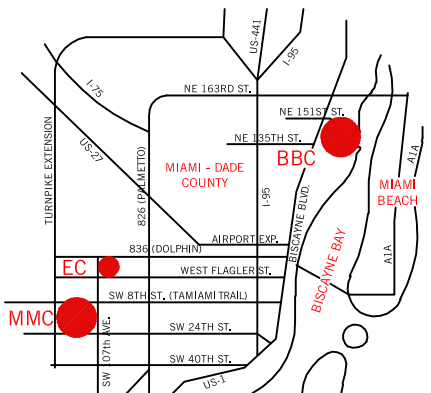 US-441
I-95
I-75
NE 163RD ST.
NE 151ST ST.
NE 135TH ST.
BBC
US-27
TURNPIKE EXTENSION
826 (PALMETTO)
MIAMI - DADE
COUNTY
I-95
A1A
MIAMI
BEACH
BISCAYNE BLVD.
BISCAYNE BAY
A1A
AIRPORT EXP.
836 (DOLPHIN)
EC
WEST FLAGLER ST.
SW 8TH ST. (TAMIAMI TRAIL)
MMC
SW 24TH ST.
SW 107th AVE.
SW 40TH ST.
US-1